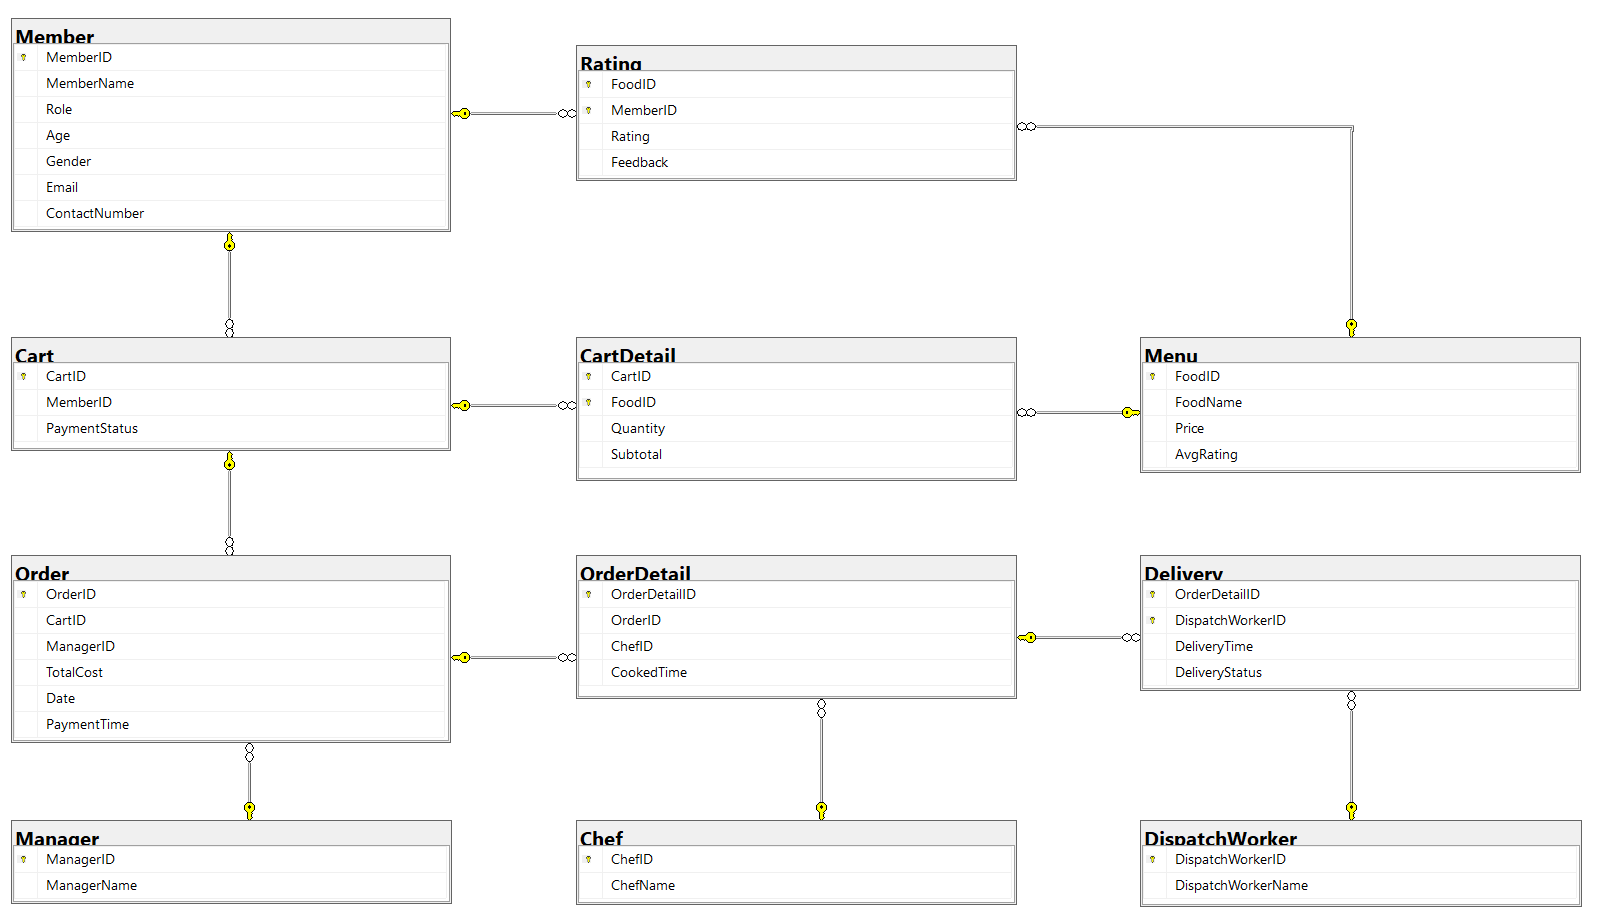 Member
MemberID
MemberName
Role
Age
Gender
Email
ContactNumber
Rating
FoodID
MemberID
Rating
Feedback
Cart
CartID
MemberID
PaymentStatus
CartDetail
CartID
FoodID
Quantity
Subtotal
Menu
FoodID
FoodName
Price
AvgRating
Order
OrderID
CartID
ManagerID
TotalCost
Date
PaymentTime
OrderDetail
OrderDetailID
OrderID
ChefID
CookedTime
Delivery
OrderDetailID
DispatchWorkerID
DeliveryTime
DeliveryStatus
Manager
ManagerID
ManagerName
Chef
ChefID
ChefName
DispatchWorker
DispatchWorkerID
DispatchWorkerName